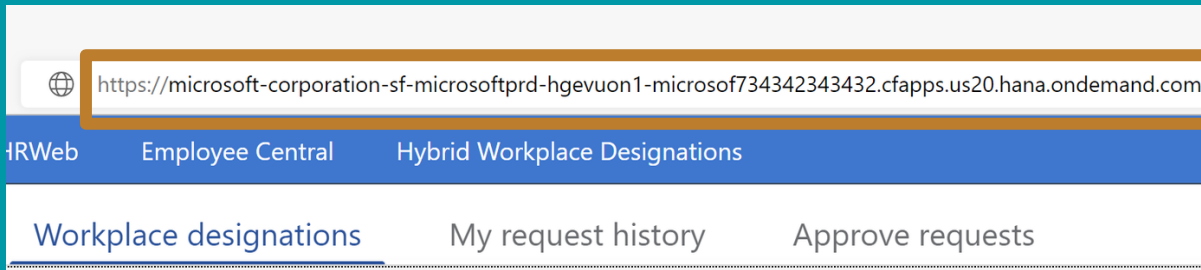 https://microsoft-corporation-sf-microsoftprd-hgevuon1-microsof734342343432.cfapps.us20.hana.ondemand.com
HRWeb Employee Central Hybrid Workplace Designations
Workplace designations My request history Approve requests